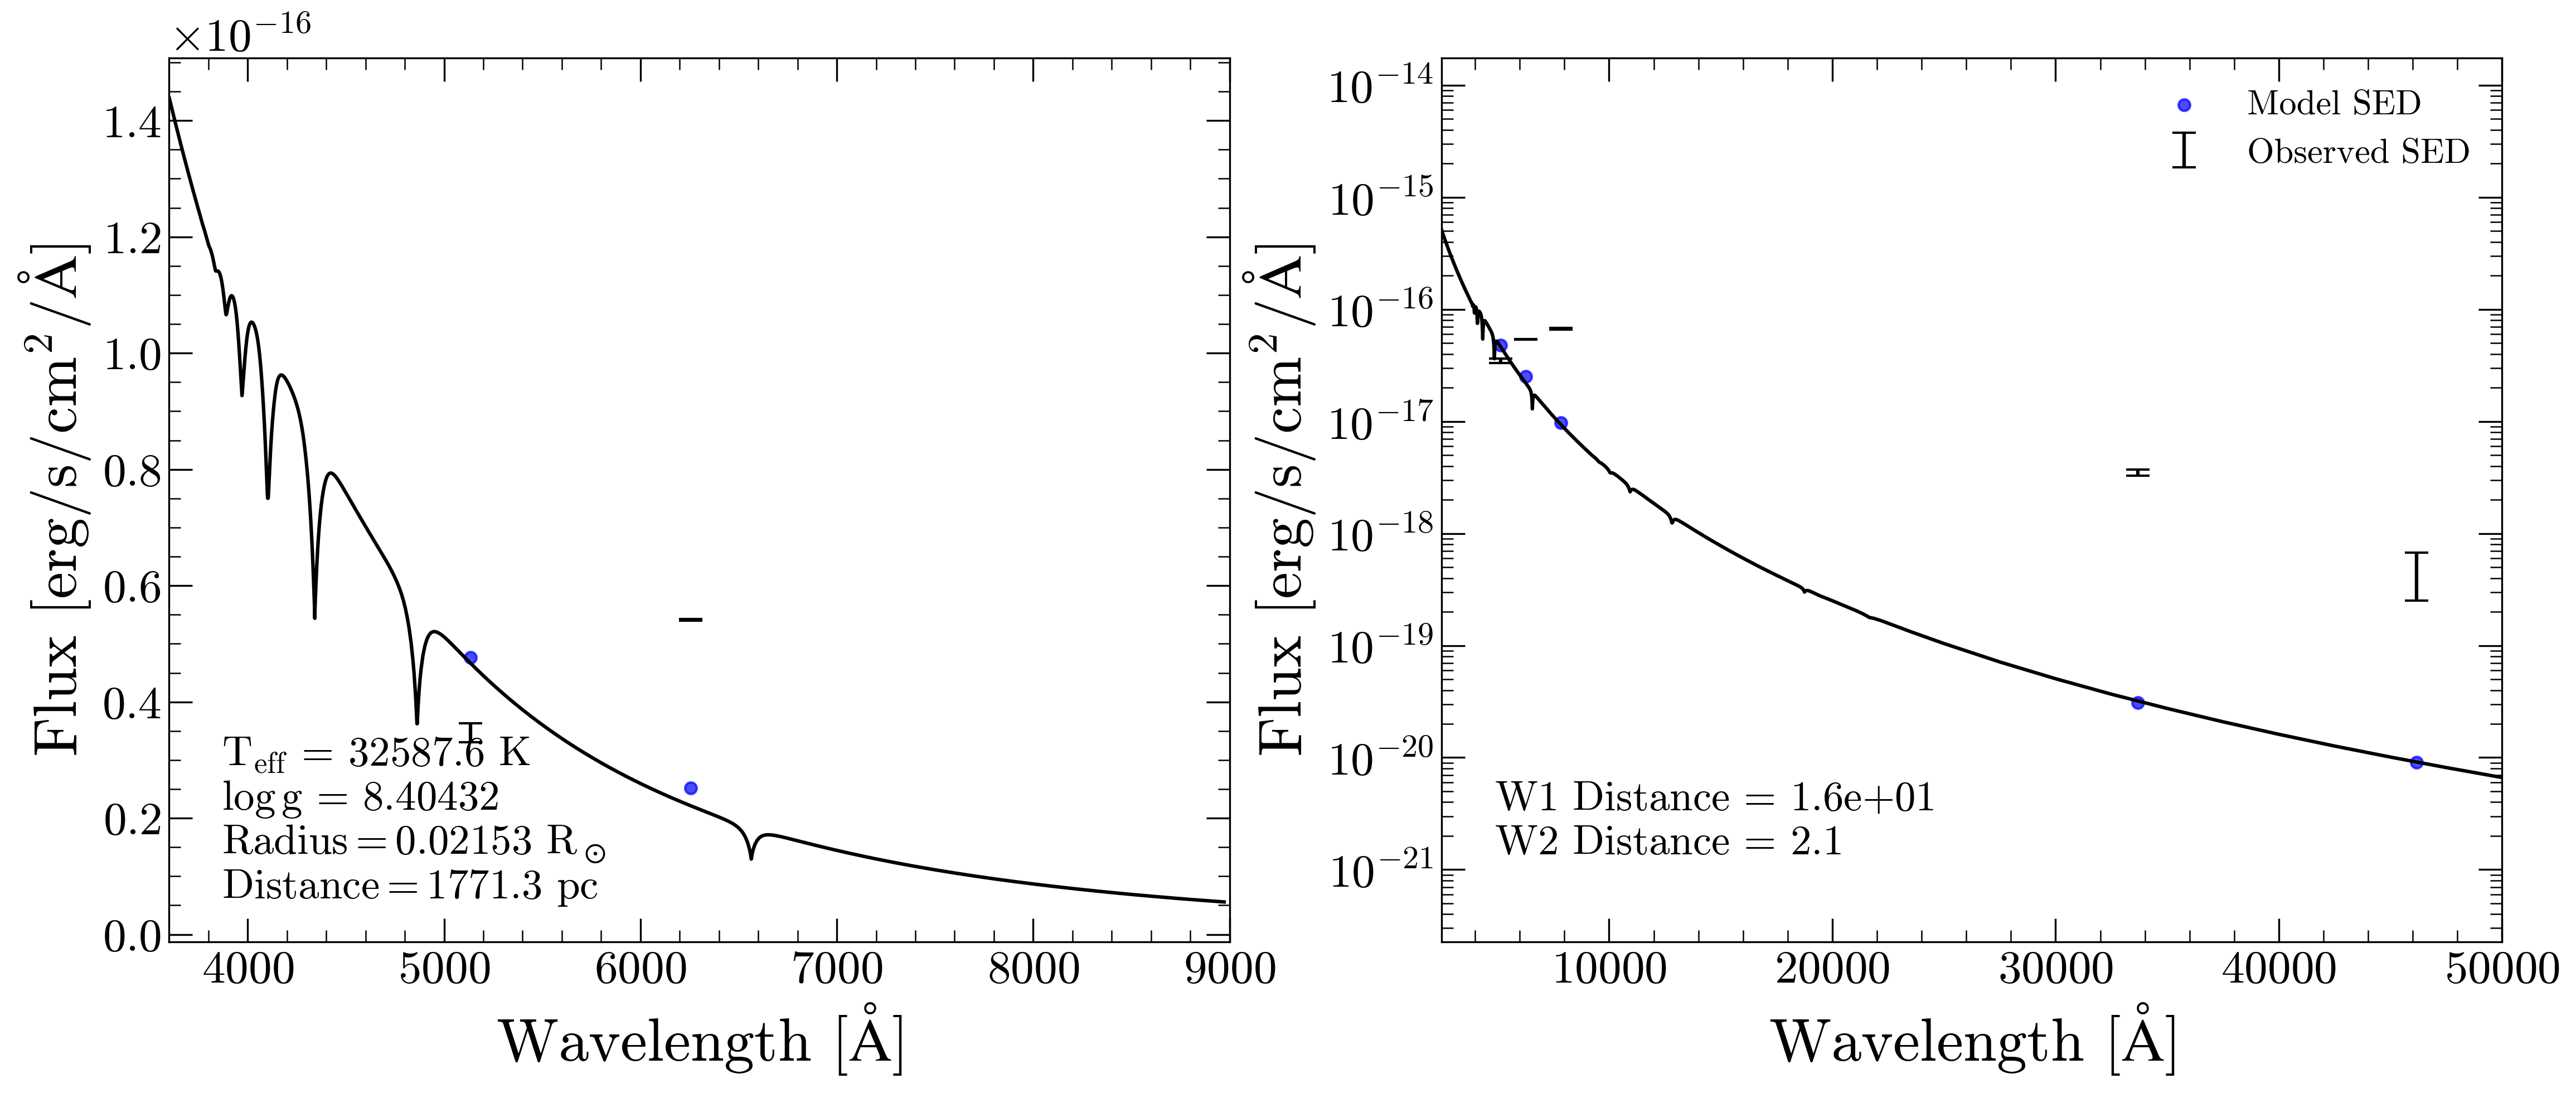 ×10⁻¹⁶
1.4
1.2
1.0
0.8
0.6
0.4
0.2
0.0
Flux [erg/s/cm²/Å]
T_eff = 32587.6 K
log g = 8.40432
Radius = 0.02153 R_⊙
Distance = 1771.3 pc
4000 5000 6000 7000 8000 9000
Wavelength [Å]
10⁻¹⁴
10⁻¹⁵
10⁻¹⁶
10⁻¹⁷
10⁻¹⁸
10⁻¹⁹
10⁻²⁰
10⁻²¹
Flux [erg/s/cm²/Å]
Model SED
Observed SED
W1 Distance = 1.6e+01
W2 Distance = 2.1
10000 20000 30000 40000 50000
Wavelength [Å]